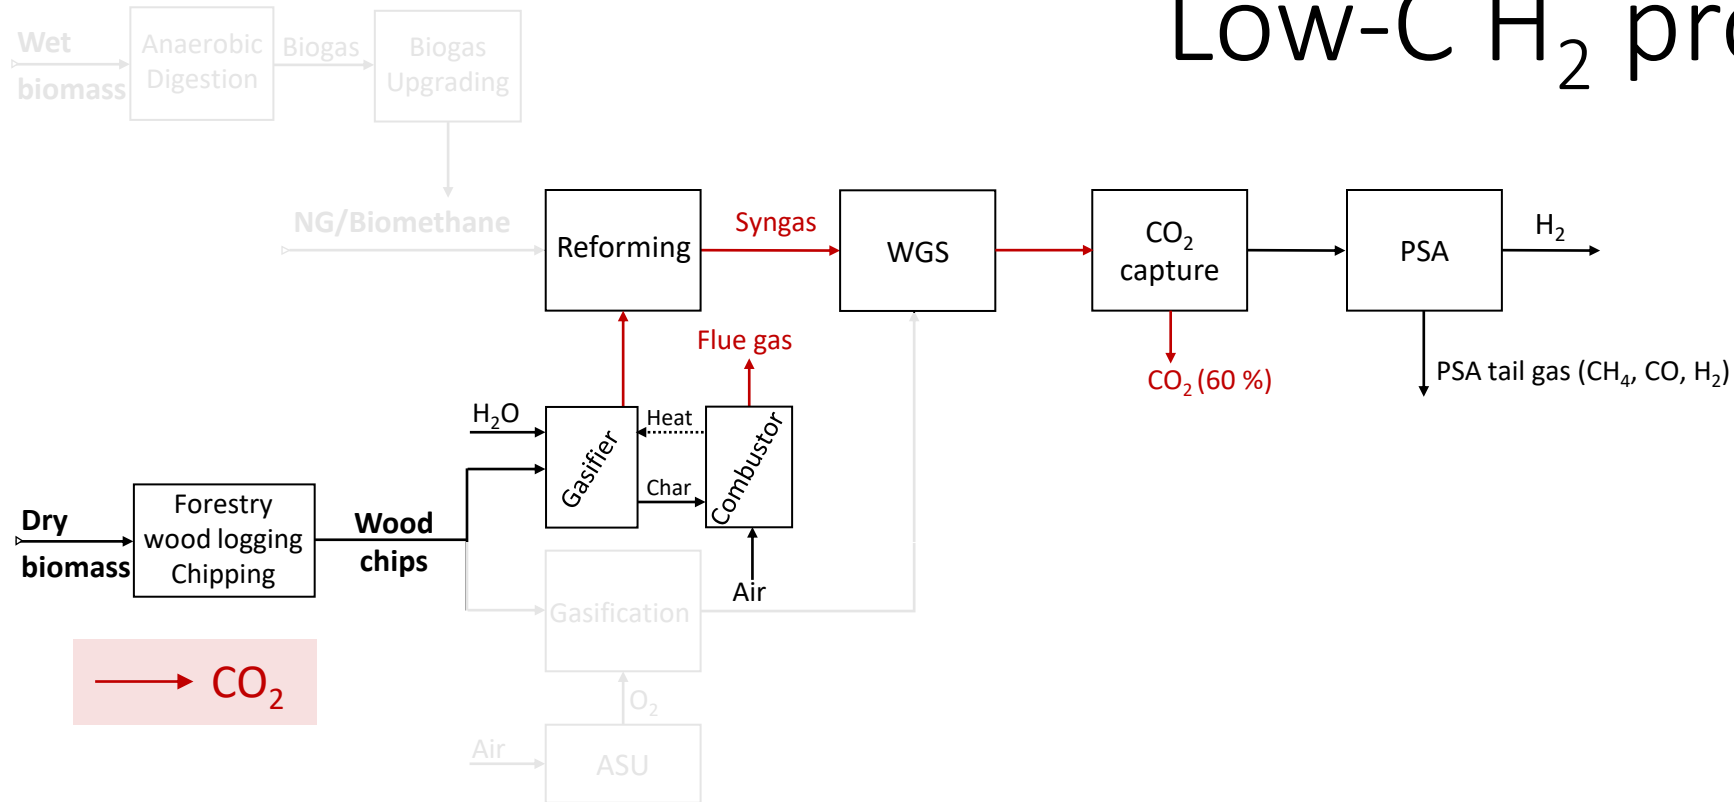 Low-C H₂ pro
Wet
biomass
Anaerobic
Digestion
Biogas
Biogas
Upgrading
NG/Biomethane
Reforming
Syngas
WGS
CO₂
capture
PSA
H₂
Flue gas
CO₂ (60 %)
PSA tail gas (CH₄, CO, H₂)
H₂O
Gasifier
Heat
Char
Combustor
Air
Dry
biomass
Forestry
wood logging
Chipping
Wood
chips
Gasification
O₂
Air
ASU
CO₂